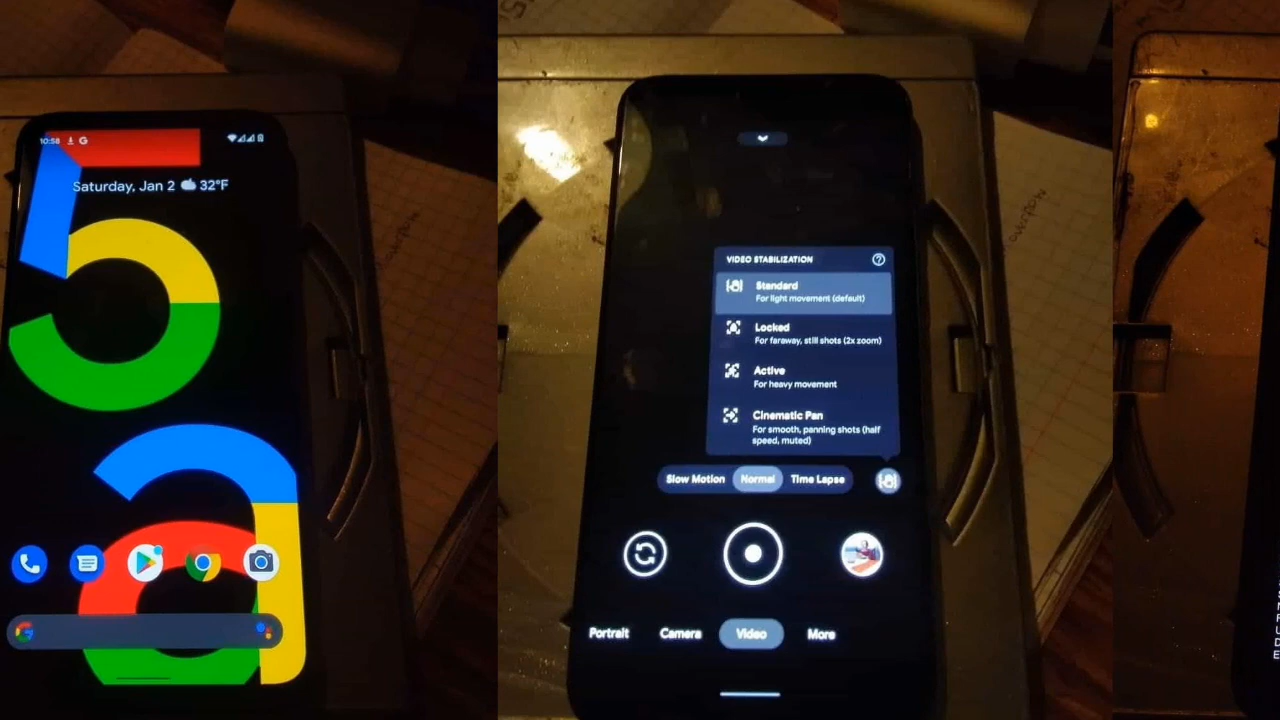 10:58
Saturday, Jan 2 32°F
5
a
VIDEO STABILIZATION
Standard
For light movement (default)
Locked
For faraway, still shots (2x zoom)
Active
For heavy movement
Cinematic Pan
For smooth, panning shots (half
speed, muted)
Slow Motion Normal Time Lapse
Portrait Camera Video More